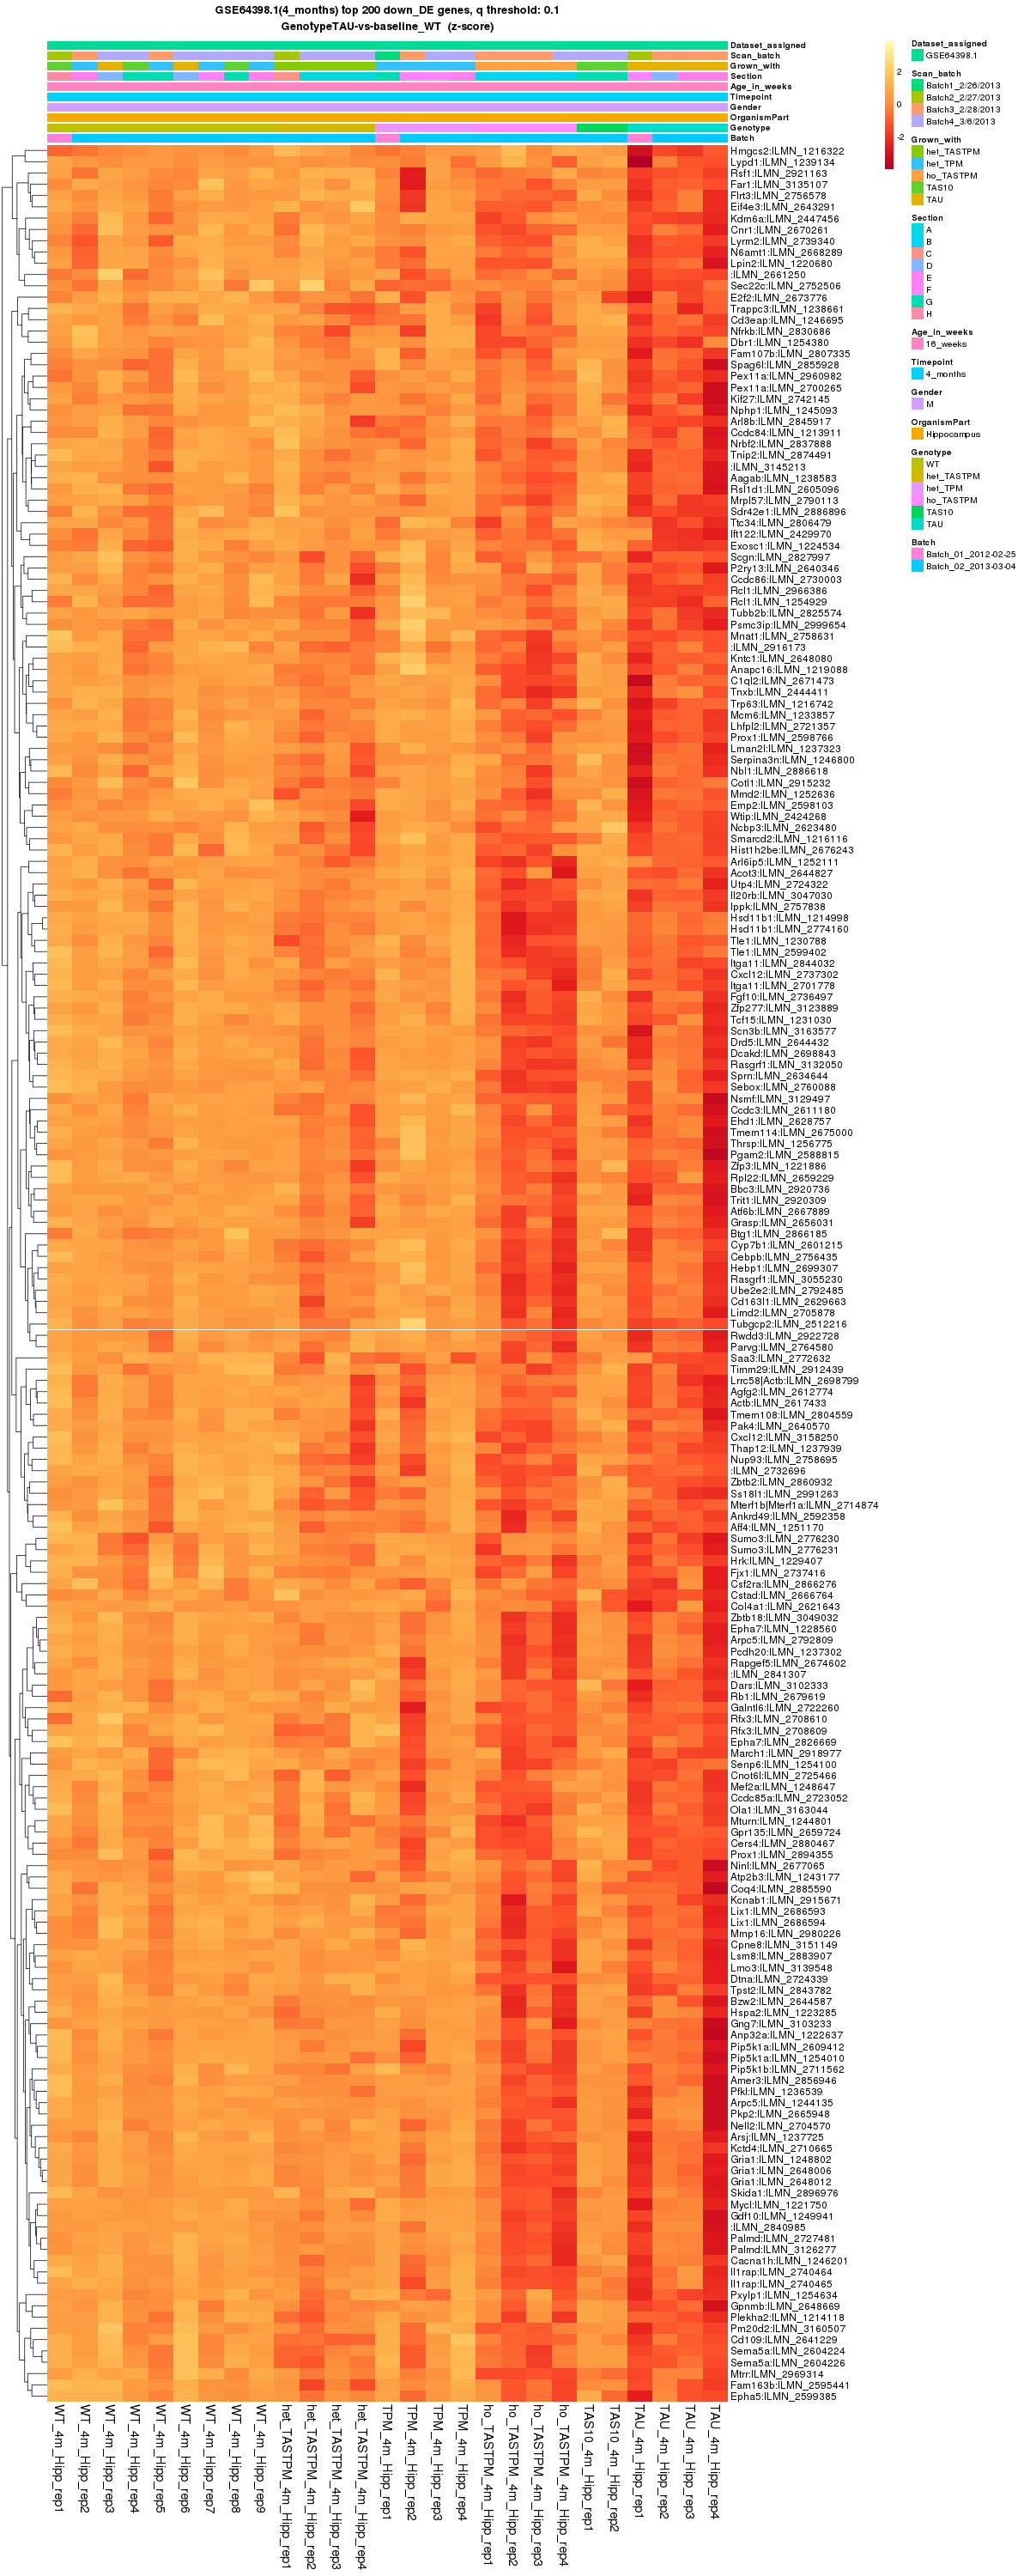 GSE64398.1(4_months) top 200 down_DE genes, q threshold: 0.1
GenotypeTAU-vs-baseline_WT (z-score)
Dataset_assigned
Scan_batch
Grown_with
Section
Age_in_weeks
Timepoint
Gender
OrganismPart
Genotype
Batch
2
0
-2
Dataset_assigned
GSE64398.1
Scan_batch
Batch1_2/26/2013
Batch2_2/27/2013
Batch3_2/28/2013
Batch4_3/6/2013
Grown_with
het_TASTPM
het_TPM
ho_TASTPM
TAS10
TAU
Section
A
B
C
D
E
F
G
H
Age_in_weeks
16_weeks
Timepoint
4_months
Gender
M
OrganismPart
Hippocampus
Genotype
WT
het_TASTPM
het_TPM
ho_TASTPM
TAS10
TAU
Batch
Batch_01_2012-02-25
Batch_02_2013-03-04
Hmgcs2:ILMN_1216322
Lypd1:ILMN_1239134
Rsf1:ILMN_2921163
Far1:ILMN_3135107
Flrt3:ILMN_2756578
Eif4e3:ILMN_2643291
Kdm6a:ILMN_2447456
Cnr1:ILMN_2670261
Lyrm2:ILMN_2739340
N6amt1:ILMN_2668289
Lpin2:ILMN_1220680
:ILMN_2661250
Sec22c:ILMN_2752506
E2f2:ILMN_2673776
Trappc3:ILMN_1238661
Cd3eap:ILMN_1246695
Nfrkb:ILMN_2830686
Dbr1:ILMN_1254380
Fam107b:ILMN_2807335
Spag6l:ILMN_2855928
Pex11a:ILMN_2960982
Pex11a:ILMN_2700265
Kif27:ILMN_2742145
Nphp1:ILMN_1245093
Arl8b:ILMN_2845917
Ccdc84:ILMN_1213911
Nrbf2:ILMN_2837888
Tnip2:ILMN_2874491
:ILMN_3145213
Aagab:ILMN_1238583
Rsl1d1:ILMN_2605096
Mrpl57:ILMN_2790113
Sdr42e1:ILMN_2886896
Ttc34:ILMN_2806479
Ift122:ILMN_2429970
Exosc1:ILMN_1224534
Scgn:ILMN_2827997
P2ry13:ILMN_2640346
Ccdc86:ILMN_2730003
Rcl1:ILMN_2966386
Rcl1:ILMN_1254929
Tubb2b:ILMN_2825574
Psmc3ip:ILMN_2999654
Mnat1:ILMN_2758631
:ILMN_2916173
Kntc1:ILMN_2648080
Anapc16:ILMN_1219088
C1ql2:ILMN_2671473
Tnxb:ILMN_2444411
Trp63:ILMN_1216742
Mcm6:ILMN_1233857
Lhfpl2:ILMN_2721357
Prox1:ILMN_2598766
Lman2l:ILMN_1237323
Serpina3n:ILMN_1246800
Nbl1:ILMN_2886618
Cotl1:ILMN_2915232
Mmd2:ILMN_1252636
Emp2:ILMN_2598103
Wtip:ILMN_2424268
Ncbp3:ILMN_2623480
Smarcd2:ILMN_1216116
Hist1h2be:ILMN_2676243
Arl6ip5:ILMN_1252111
Acot3:ILMN_2644827
Utp4:ILMN_2724322
Il20rb:ILMN_3047030
Ippk:ILMN_2757838
Hsd11b1:ILMN_1214998
Hsd11b1:ILMN_2774160
Tle1:ILMN_1230788
Tle1:ILMN_2599402
Itga11:ILMN_2844032
Cxcl12:ILMN_2737302
Itga11:ILMN_2701778
Fgf10:ILMN_2736497
Zfp277:ILMN_3123889
Tcf15:ILMN_1231030
Scn3b:ILMN_3163577
Drd5:ILMN_2644432
Dcakd:ILMN_2698843
Rasgrf1:ILMN_3132050
Sprn:ILMN_2634644
Sebox:ILMN_2760088
Nsmf:ILMN_3129497
Ccdc3:ILMN_2611180
Ehd1:ILMN_2628757
Tmem114:ILMN_2675000
Thrsp:ILMN_1256775
Pgam2:ILMN_2588815
Zfp3:ILMN_1221886
Rpl22:ILMN_2659229
Bbc3:ILMN_2920736
Trit1:ILMN_2920309
Atf6b:ILMN_2667889
Grasp:ILMN_2656031
Btg1:ILMN_2866185
Cyp7b1:ILMN_2601215
Cebpb:ILMN_2756435
Hebp1:ILMN_2699307
Rasgrf1:ILMN_3055230
Ube2e2:ILMN_2792485
Cd163l1:ILMN_2629663
Limd2:ILMN_2705878
Tubgcp2:ILMN_2512216
Rwdd3:ILMN_2922728
Parvg:ILMN_2764580
Saa3:ILMN_2772632
Timm29:ILMN_2912439
Lrrc58|Actb:ILMN_2698799
Agfg2:ILMN_2612774
Actb:ILMN_2617433
Tmem108:ILMN_2804559
Pak4:ILMN_2640570
Cxcl12:ILMN_3158250
Thap12:ILMN_1237939
Nup93:ILMN_2758695
:ILMN_2732696
Zbtb2:ILMN_2860932
Ss18l1:ILMN_2991263
Mterf1b|Mterf1a:ILMN_2714874
Ankrd49:ILMN_2592358
Aff4:ILMN_1251170
Sumo3:ILMN_2776230
Sumo3:ILMN_2776231
Hrk:ILMN_1229407
Fjx1:ILMN_2737416
Csf2ra:ILMN_2866276
Cstad:ILMN_2666764
Col4a1:ILMN_2621643
Zbtb18:ILMN_3049032
Epha7:ILMN_1228560
Arpc5:ILMN_2792809
Pcdh20:ILMN_1237302
Rapgef5:ILMN_2674602
:ILMN_2841307
Dars:ILMN_3102333
Rb1:ILMN_2679619
Galntl6:ILMN_2722260
Rfx3:ILMN_2708610
Rfx3:ILMN_2708609
Epha7:ILMN_2826669
March1:ILMN_2918977
Senp6:ILMN_1254100
Cnot6l:ILMN_2725466
Mef2a:ILMN_1248647
Ccdc85a:ILMN_2723052
Ola1:ILMN_3163044
Mturn:ILMN_1244801
Gpr135:ILMN_2659724
Cers4:ILMN_2880467
Prox1:ILMN_2894355
Ninl:ILMN_2677065
Atp2b3:ILMN_1243177
Coq4:ILMN_2885590
Kcnab1:ILMN_2915671
Lix1:ILMN_2686593
Lix1:ILMN_2686594
Mmp16:ILMN_2980226
Cpne8:ILMN_3151149
Lsm8:ILMN_2883907
Lmo3:ILMN_3139548
Dtna:ILMN_2724339
Tpst2:ILMN_2843782
Bzw2:ILMN_2644587
Hspa2:ILMN_1223285
Gng7:ILMN_3103233
Anp32a:ILMN_1222637
Pip5k1a:ILMN_2609412
Pip5k1a:ILMN_1254010
Pip5k1b:ILMN_2711562
Amer3:ILMN_2856946
Pfkl:ILMN_1236539
Arpc5:ILMN_1244135
Pkp2:ILMN_2665948
Nell2:ILMN_2704570
Arsj:ILMN_1237725
Kctd4:ILMN_2710665
Gria1:ILMN_1248802
Gria1:ILMN_2648006
Gria1:ILMN_2648012
Skida1:ILMN_2896976
Mycl:ILMN_1221750
Gdf10:ILMN_1249941
:ILMN_2840985
Palmd:ILMN_2727481
Palmd:ILMN_3126277
Cacna1h:ILMN_1246201
Il1rap:ILMN_2740464
Il1rap:ILMN_2740465
Pxylp1:ILMN_1254634
Gpnmb:ILMN_2648669
Plekha2:ILMN_1214118
Pm20d2:ILMN_3160507
Cd109:ILMN_2641229
Sema5a:ILMN_2604224
Sema5a:ILMN_2604226
Mtrr:ILMN_2969314
Fam163b:ILMN_2595441
Epha5:ILMN_2599385
WT_4m_Hipp_rep1
WT_4m_Hipp_rep2
WT_4m_Hipp_rep3
WT_4m_Hipp_rep4
WT_4m_Hipp_rep5
WT_4m_Hipp_rep6
WT_4m_Hipp_rep7
WT_4m_Hipp_rep8
WT_4m_Hipp_rep9
het_TASTPM_4m_Hipp_rep1
het_TASTPM_4m_Hipp_rep2
het_TASTPM_4m_Hipp_rep3
het_TASTPM_4m_Hipp_rep4
TPM_4m_Hipp_rep1
TPM_4m_Hipp_rep2
TPM_4m_Hipp_rep3
TPM_4m_Hipp_rep4
ho_TASTPM_4m_Hipp_rep1
ho_TASTPM_4m_Hipp_rep2
ho_TASTPM_4m_Hipp_rep3
ho_TASTPM_4m_Hipp_rep4
TAS10_4m_Hipp_rep1
TAS10_4m_Hipp_rep2
TAU_4m_Hipp_rep1
TAU_4m_Hipp_rep2
TAU_4m_Hipp_rep3
TAU_4m_Hipp_rep4